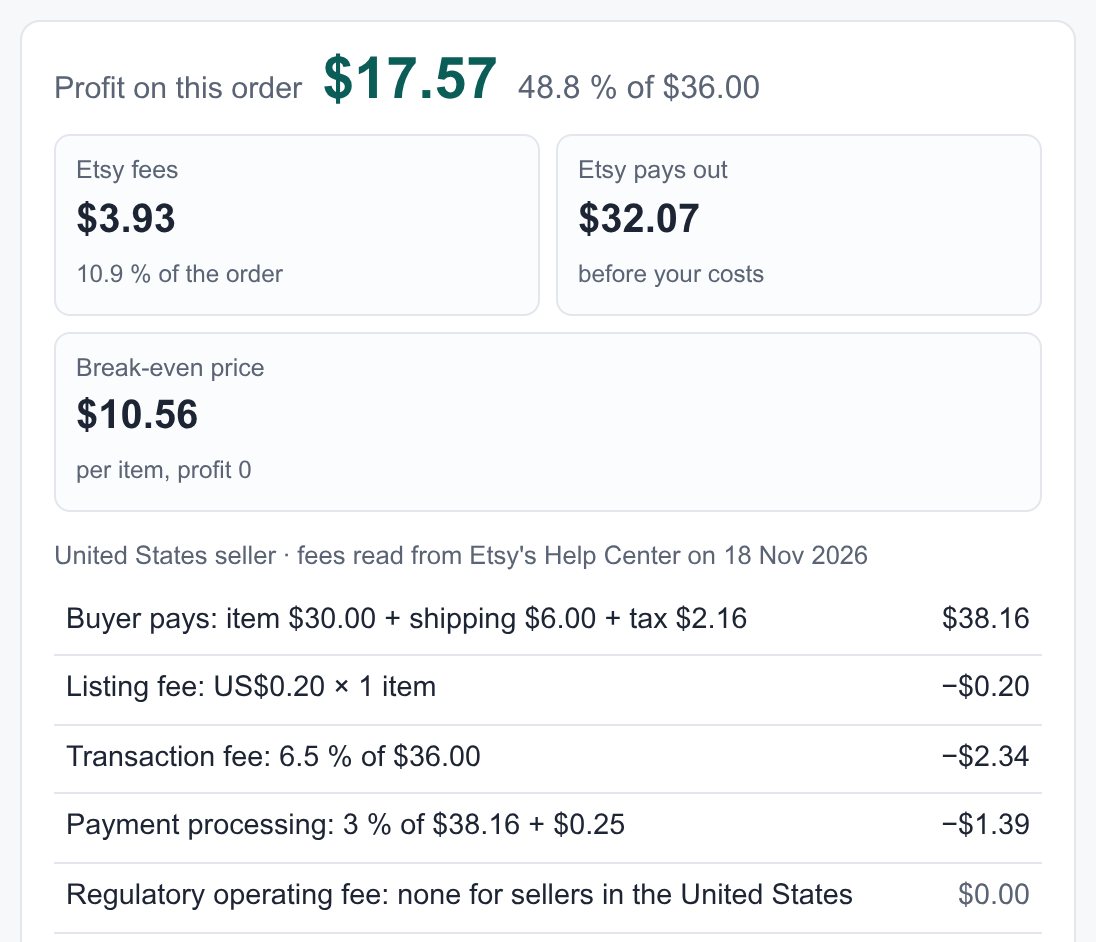 Profit on this order $17.57 48.8 % of $36.00
Etsy fees
$3.93
10.9 % of the order
Etsy pays out
$32.07
before your costs
Break-even price
$10.56
per item, profit 0
United States seller · fees read from Etsy's Help Center on 18 Nov 2026
Buyer pays: item $30.00 + shipping $6.00 + tax $2.16 $38.16
Listing fee: US$0.20 × 1 item −$0.20
Transaction fee: 6.5 % of $36.00 −$2.34
Payment processing: 3 % of $38.16 + $0.25 −$1.39
Regulatory operating fee: none for sellers in the United States $0.00